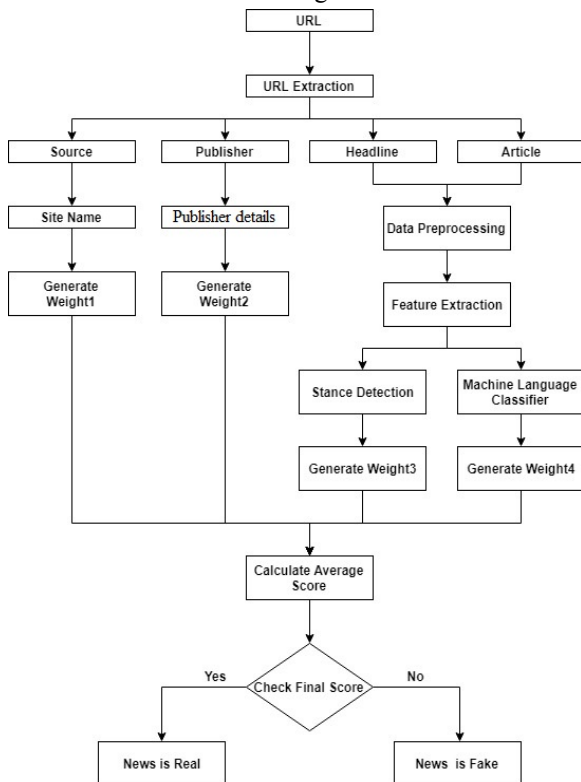 URL
URL Extraction
Source
Publisher
Headline
Article
Site Name
Publisher details
Data Preprocessing
Generate
Weight1
Generate
Weight2
Feature Extraction
Stance Detection
Machine Language
Classifier
Generate Weight3
Generate Weight4
Calculate Average
Score
Yes
Check Final Score
No
News is Real
News is Fake